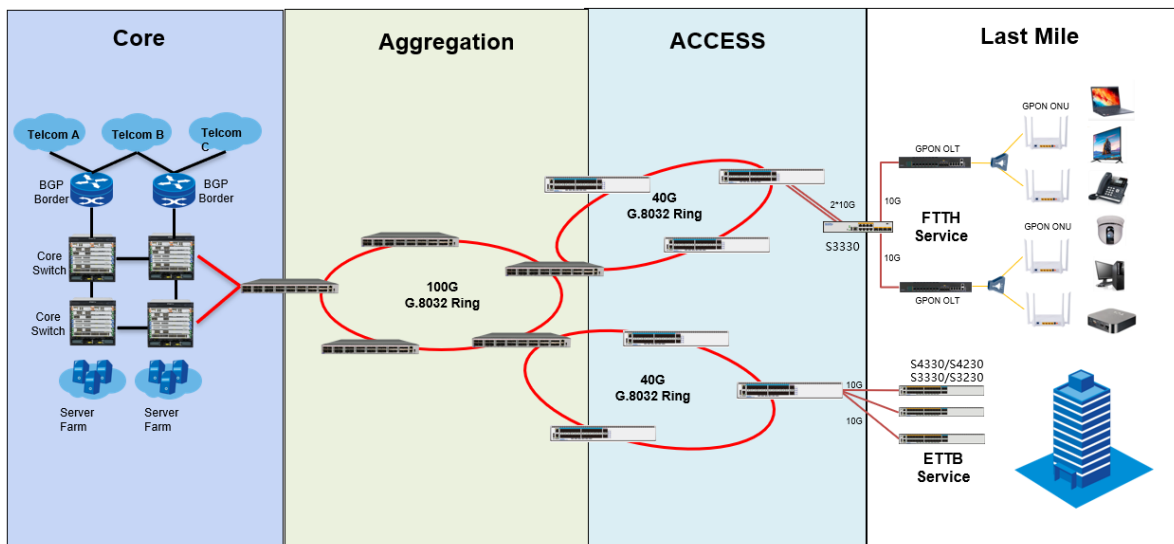 Core
Aggregation
ACCESS
Last Mile
Telcom A
Telcom B
Telcom
C
BGP
Border
BGP
Border
Core
Switch
Core
Switch
Server
Farm
Server
Farm
100G
G.8032 Ring
40G
G.8032 Ring
40G
G.8032 Ring
2*10G
S3330
10G
10G
GPON OLT
GPON ONU
FTTH
Service
GPON ONU
GPON OLT
10G
10G
S4330/S4230
S3330/S3230
ETTB
Service